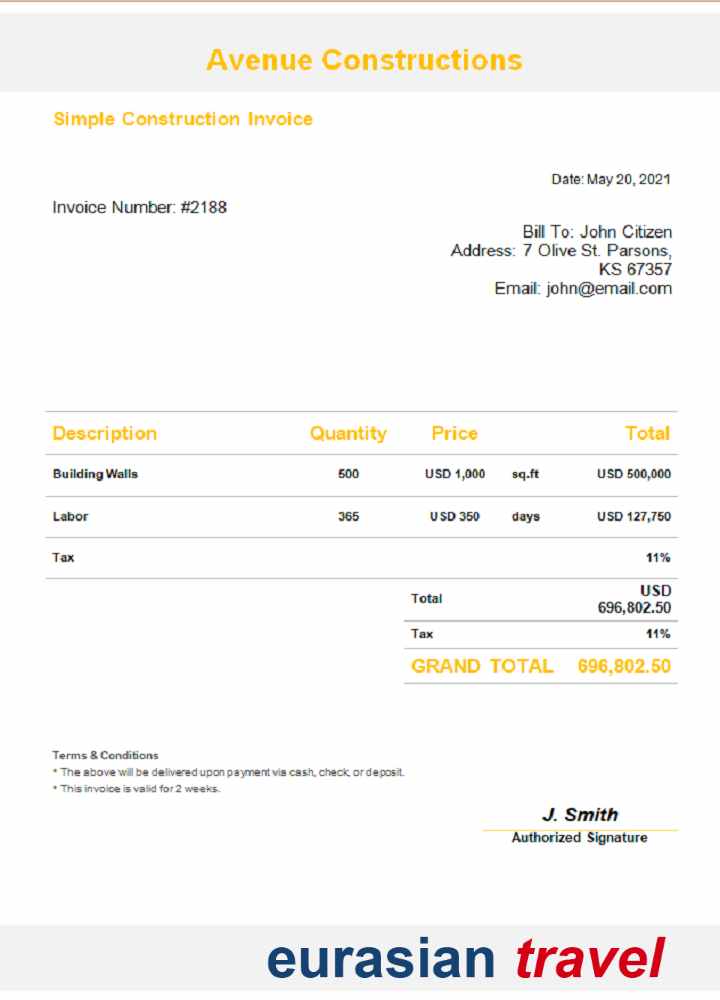 Avenue Constructions
Simple Construction Invoice
Date: May 20, 2021
Invoice Number: #2188
Bill To: John Citizen
Address: 7 Olive St. Parsons,
KS 67357
Email: john@email.com
Description Quantity Price Total
Building Walls 500 USD 1,000 sq.ft USD 500,000
Labor 365 USD 350 days USD 127,750
Tax 11%
Total USD
696,802.50
Tax 11%
GRAND TOTAL 696,802.50
Terms & Conditions
* The above will be delivered upon payment via cash, check, or deposit.
* This invoice is valid for 2 weeks.
J. Smith
Authorized Signature
eurasian travel